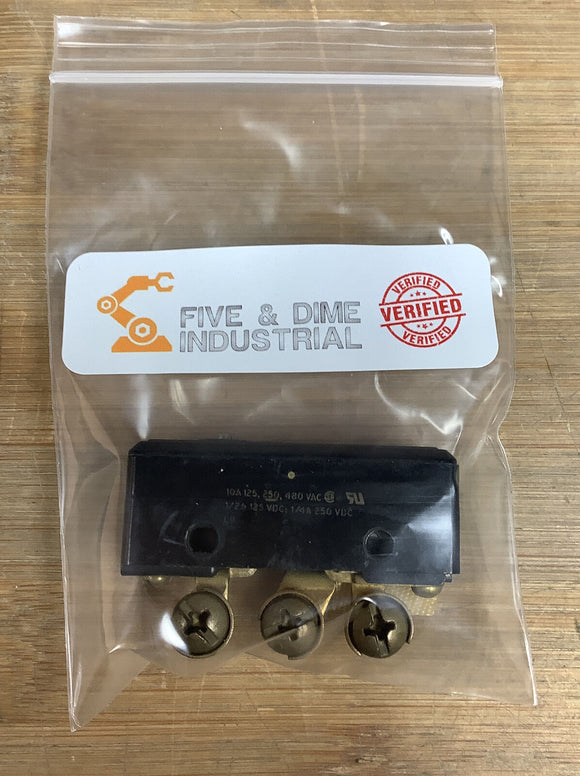 FIVE & DIME
INDUSTRIAL
VERIFIED
VERIFIED
VERIFIED
10A 125, 250, 480 VAC
1/2A 125 VDC; 1/4A 250 VDC